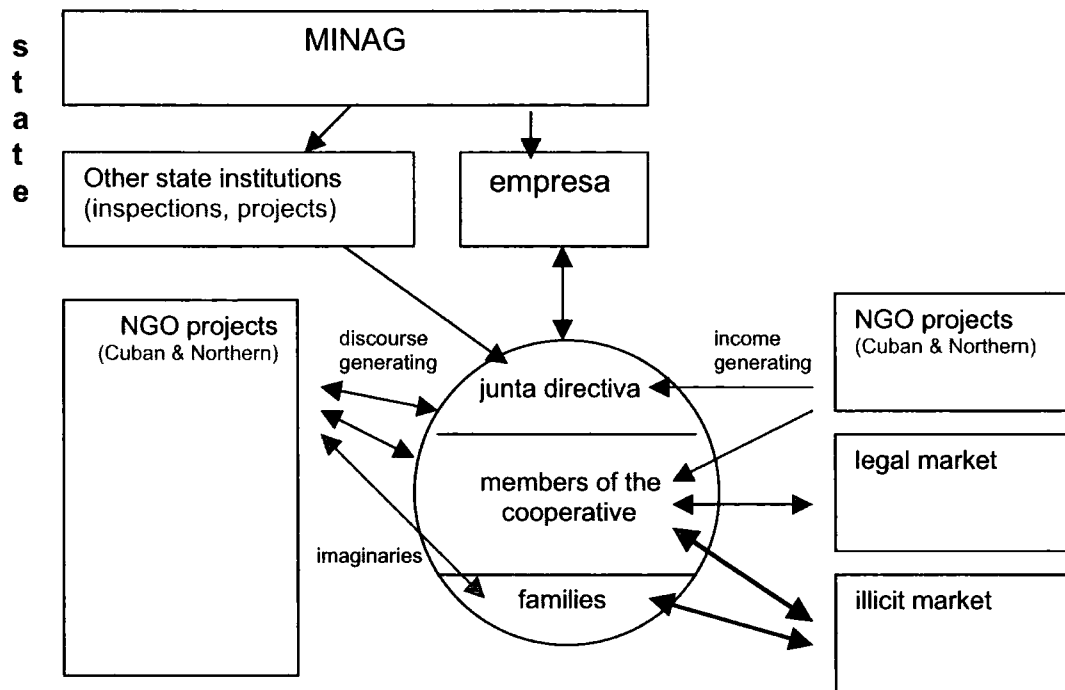 state
MINAG
Other state institutions
(inspections, projects)
empresa
NGO projects
(Cuban & Northern)
discourse
generating
income
generating
NGO projects
(Cuban & Northern)
junta directiva
members of the
cooperative
legal market
imaginaries
families
illicit market